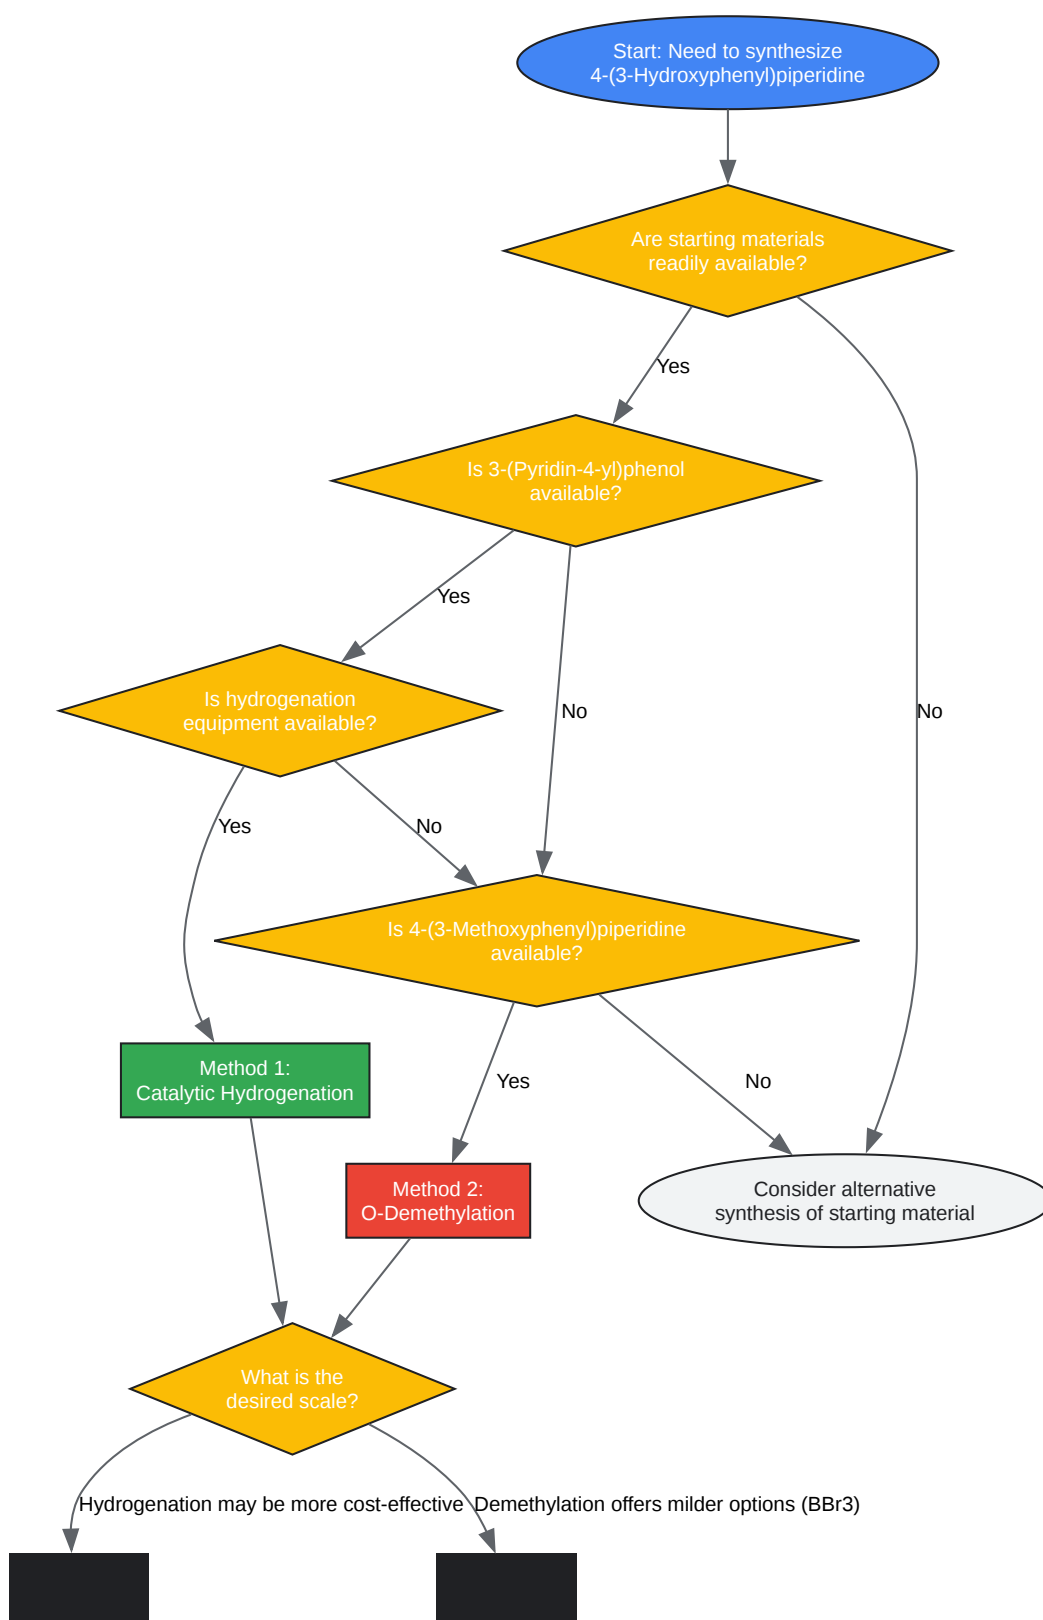 Start: Need to synthesize
4-(3-Hydroxyphenyl)piperidine
Are starting materials
readily available?
Yes
Is 3-(Pyridin-4-yl)phenol
available?
Yes
Is hydrogenation
equipment available?
No
No
Yes
No
Is 4-(3-Methoxyphenyl)piperidine
available?
Method 1:
Catalytic Hydrogenation
Yes
No
Method 2:
O-Demethylation
Consider alternative
synthesis of starting material
What is the
desired scale?
Hydrogenation may be more cost-effective
Demethylation offers milder options (BBr3)